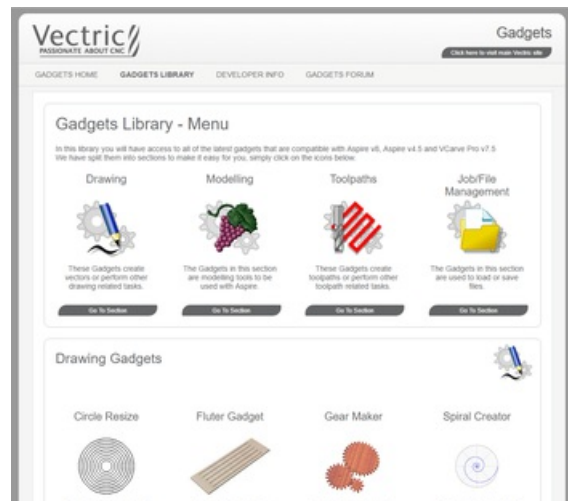 Vectric
PASSIONATE ABOUT CNC
Gadgets
Click here to visit main Vectric site
GADGETS HOME GADGETS LIBRARY DEVELOPER INFO GADGETS FORUM
Gadgets Library - Menu
In this library you will have access to all of the latest gadgets that are compatible with Aspire v8, Aspire v4.5 and VCarve Pro v7.5
We have split them into sections to make it easy for you, simply click on the icons below.
Drawing Modelling Toolpaths Job/File
Management
These Gadgets create The Gadgets in this section These Gadgets create The Gadgets in this section
vectors or perform other are modelling tools to be toolpaths or perform other are used to load or save
drawing related tasks. used with Aspire. toolpath related tasks. files.
Go To Section Go To Section Go To Section Go To Section
Drawing Gadgets
Circle Resize Fluter Gadget Gear Maker Spiral Creator